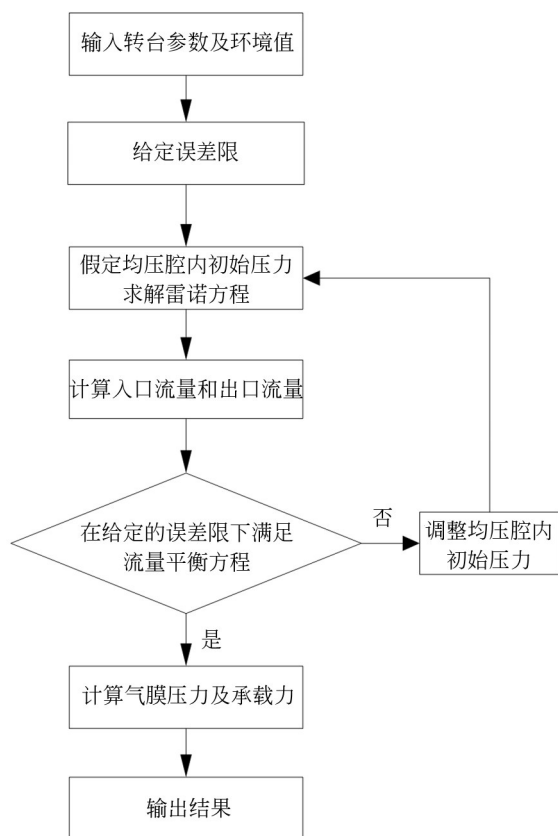 输入转台参数及环境值
给定误差限
假定均压腔内初始压力
求解雷诺方程
计算入口流量和出口流量
在给定的误差限下满足
流量平衡方程
否
调整均压腔内
初始压力
是
计算气膜压力及承载力
输出结果